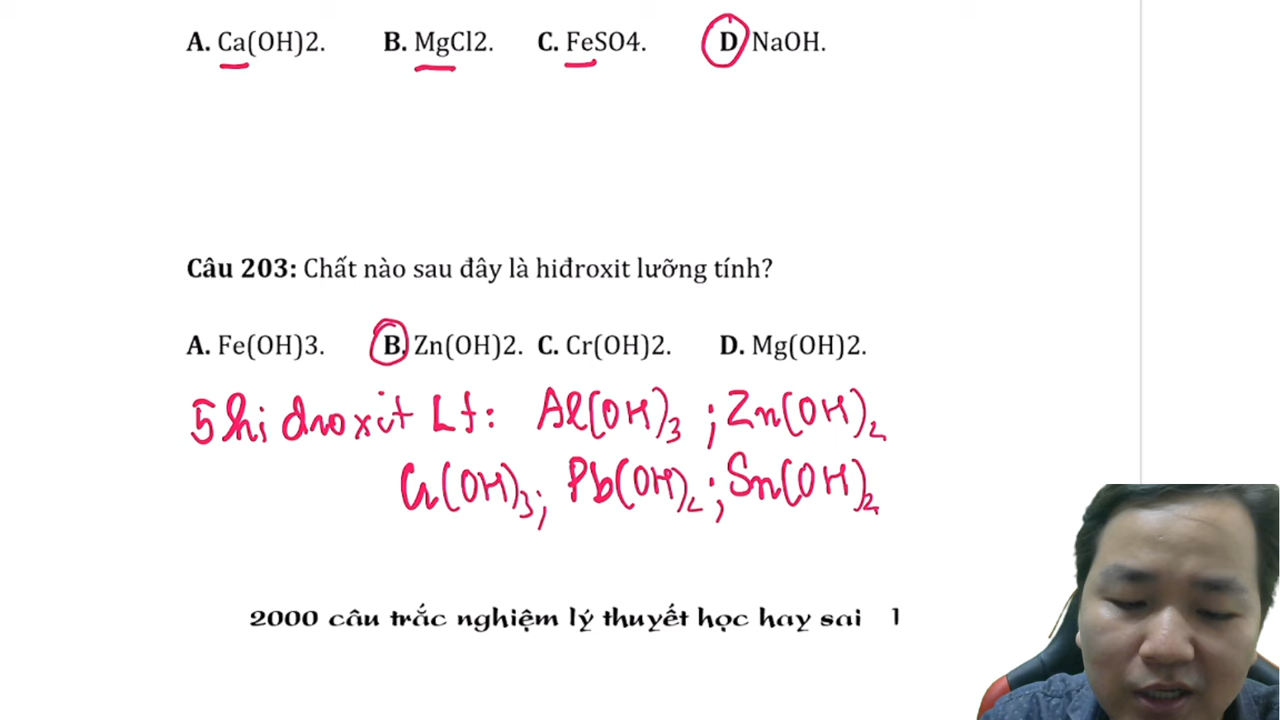 A. Ca(OH)2. B. MgCl2. C. FeSO4. D NaOH.
Câu 203: Chất nào sau đây là hiđroxit lưỡng tính?
A. Fe(OH)3. B. Zn(OH)2. C. Cr(OH)2. D. Mg(OH)2.
5 hi droxit Lt: Al(OH)3 ; Zn(OH)2
Cr(OH)3; Pb(OH)2; Sn(OH)2
2000 câu trắc nghiệm lý thuyết học hay sai 1